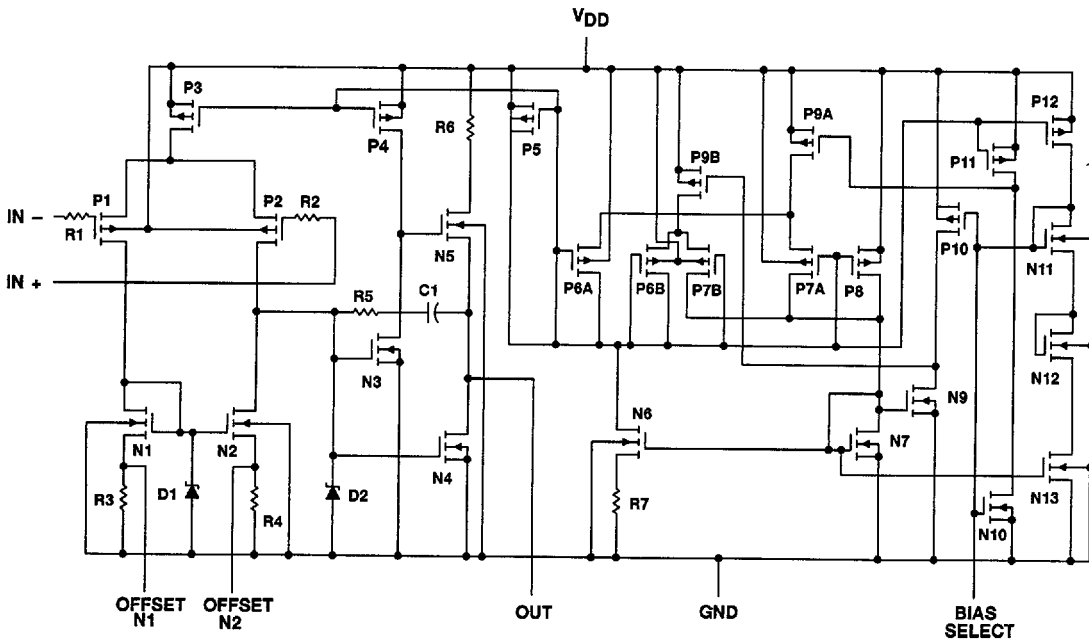 VDD
P3
P4
R6
P5
P9B
P9A
P12
P11
IN –
R1
P1
P2
R2
N5
P10
N11
IN +
R5
C1
P6A
P6B
P7B
P7A
P8
N3
N12
N1
N2
N4
N6
N7
N9
R3
D1
R4
D2
R7
N10
N13
OFFSET
N1
OFFSET
N2
OUT
GND
BIAS
SELECT